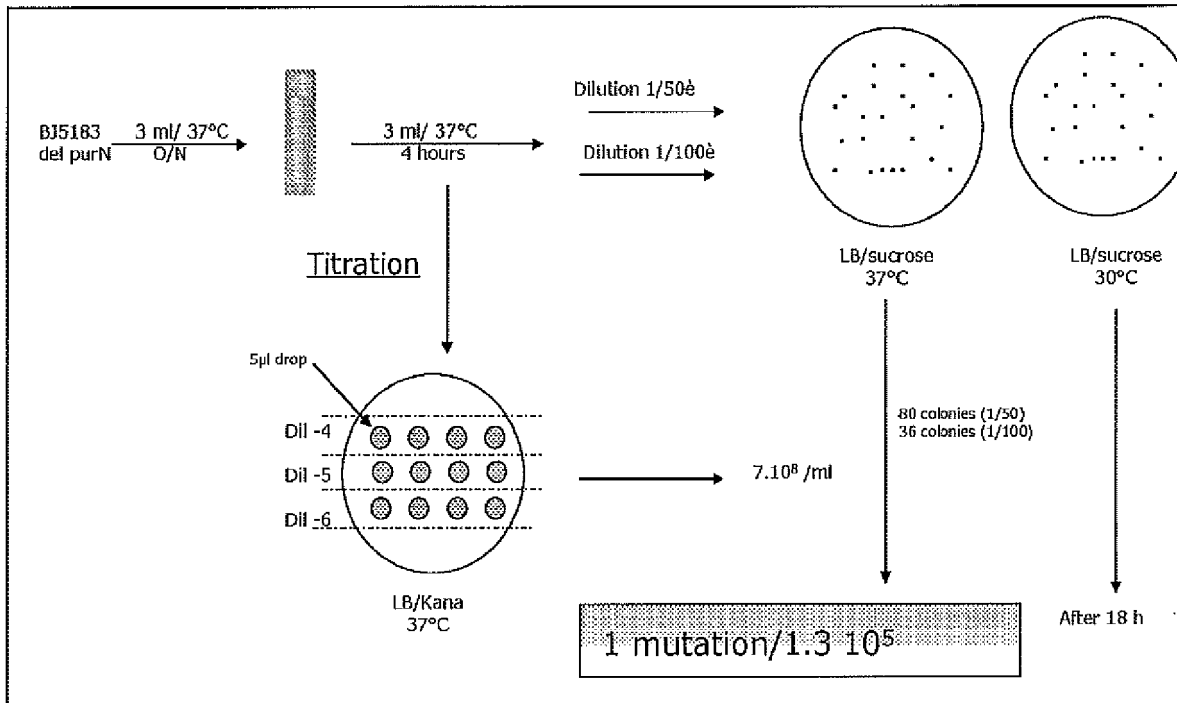 BJ5183
del purN
3 ml/ 37°C
O/N
3 ml/ 37°C
4 hours
Dilution 1/50è
Dilution 1/100è
LB/sucrose
37°C
LB/sucrose
30°C
Titration
5µl drop
Dil -4
Dil -5
Dil -6
LB/Kana
37°C
7.10⁸ /ml
80 colonies (1/50)
36 colonies (1/100)
1 mutation/1.3 10⁵
After 18 h